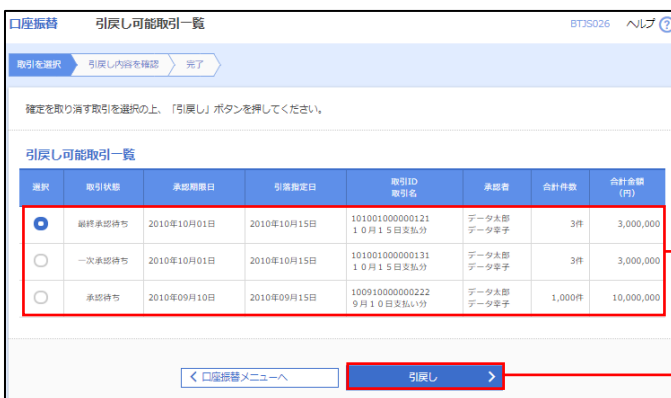 口座振替 引戻し可能取引一覧 BTJS026 ヘルプ ?
取引を選択 引戻し内容を確認 完了
確定を取り消す取引を選択の上、「引戻し」ボタンを押してください。
引戻し可能取引一覧
選択 取引状態 承認期限日 引落指定日 取引ID 承認者 合計件数 合計金額
取引名 (円)
最終承認待ち 2010年10月01日 2010年10月15日 101001000000121 データ太郎 3件 3,000,000
10月15日支払分 データ幸子
一次承認待ち 2010年10月01日 2010年10月15日 101001000000131 データ太郎 3件 3,000,000
10月15日支払分 データ幸子
承認待ち 2010年09月10日 2010年09月15日 100910000000222 データ太郎 1,000件 10,000,000
9月10日支払い分 データ幸子
口座振替メニューへ 引戻し